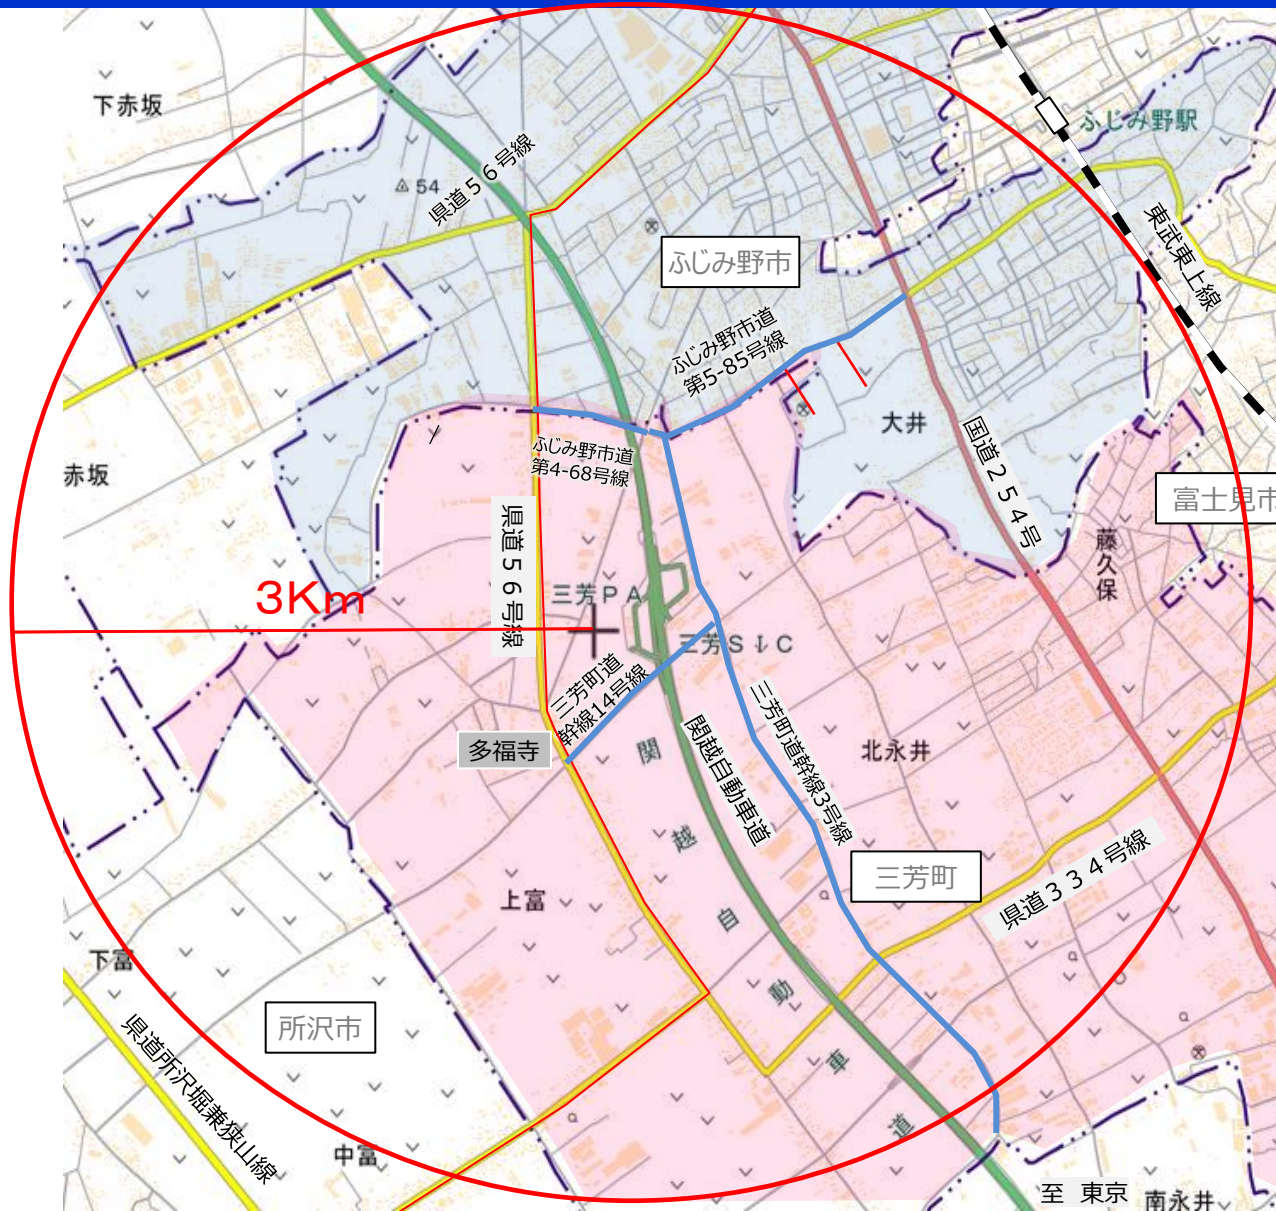 下赤坂
ふじみ野駅
54
県道５６号線
東武東上線
ふじみ野市
ふじみ野市道
第5-85号線
大井
国道２５４号
ふじみ野市道
第4-68号線
赤坂
富士見市
県道５６号線
藤久保
3Km
三芳ＰＡ
三芳ＳＩＣ
三芳町道
幹線14号線
三芳町道幹線3号線
多福寺
関越自動車道
北永井
関越自動車道
三芳町
県道３３４号線
上富
下富
所沢市
県道所沢堀兼狭山線
中富
至 東京
南永井